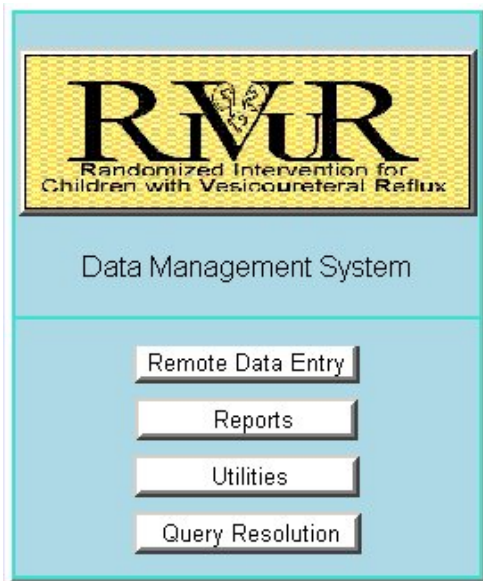 RIVUR
Randomized Intervention for
Children with Vesicoureteral Reflux
Data Management System
Remote Data Entry
Reports
Utilities
Query Resolution